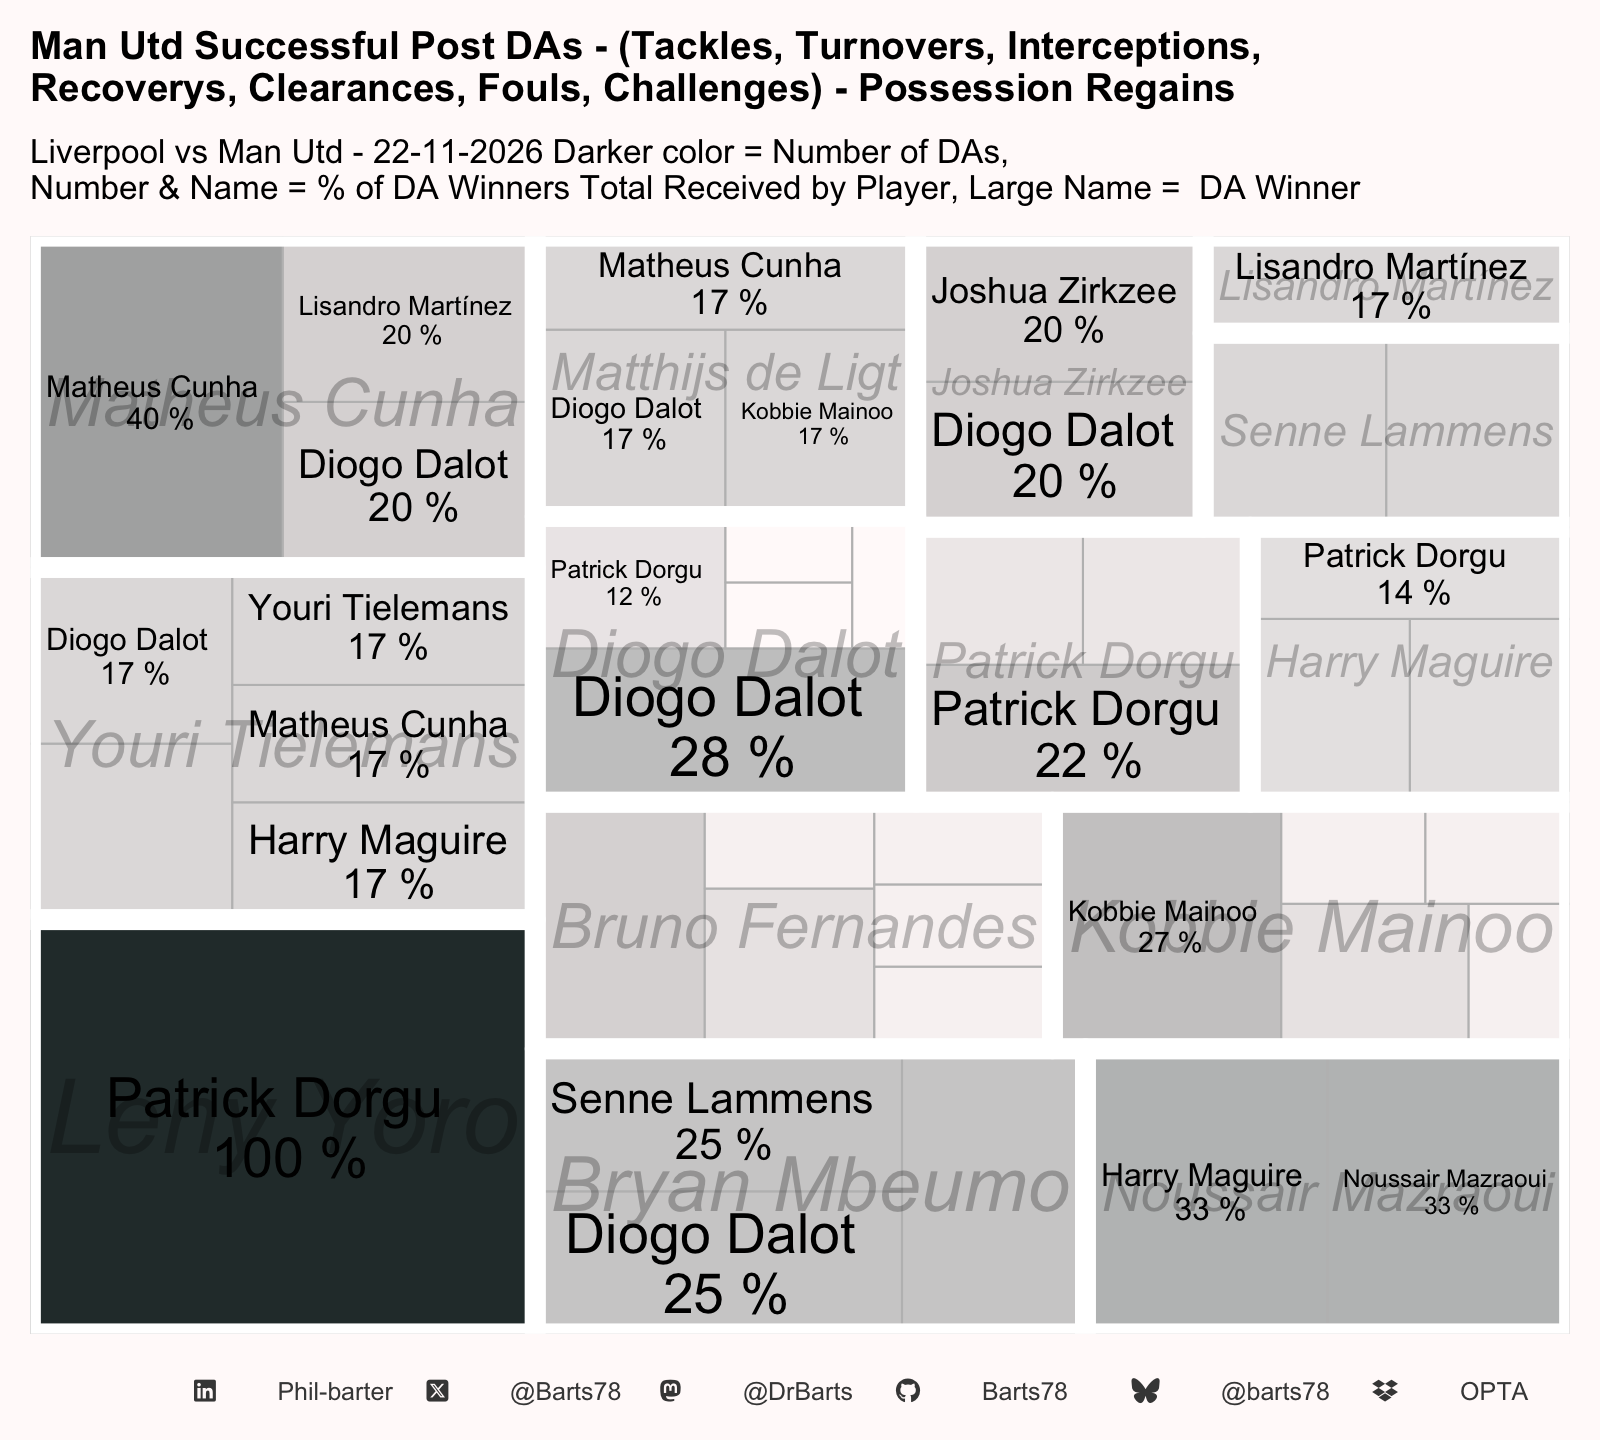 Man Utd Successful Post DAs - (Tackles, Turnovers, Interceptions,
Recoverys, Clearances, Fouls, Challenges) - Possession Regains
Liverpool vs Man Utd - 22-11-2026 Darker color = Number of DAs,
Number & Name = % of DA Winners Total Received by Player, Large Name =  DA Winner
Matheus Cunha
Matheus Cunha
40 %
Lisandro Martínez
20 %
Diogo Dalot
20 %
Matthijs de Ligt
Matheus Cunha
17 %
Diogo Dalot
17 %
Kobbie Mainoo
17 %
Joshua Zirkzee
20 %
Joshua Zirkzee
Diogo Dalot
20 %
Lisandro Martínez
Lisandro Martínez
17 %
Senne Lammens
Youri Tielemans
Diogo Dalot
17 %
Youri Tielemans
17 %
Matheus Cunha
17 %
Harry Maguire
17 %
Patrick Dorgu
12 %
Diogo Dalot
Diogo Dalot
28 %
Patrick Dorgu
Patrick Dorgu
22 %
Patrick Dorgu
14 %
Harry Maguire
Bruno Fernandes
Kobbie Mainoo
Kobbie Mainoo
27 %
Leny Yoro
Patrick Dorgu
100 %
Senne Lammens
25 %
Bryan Mbeumo
Diogo Dalot
25 %
Noussair Mazraoui
Harry Maguire
33 %
Noussair Mazraoui
33 %
Phil-barter @Barts78 @DrBarts Barts78 @barts78 OPTA